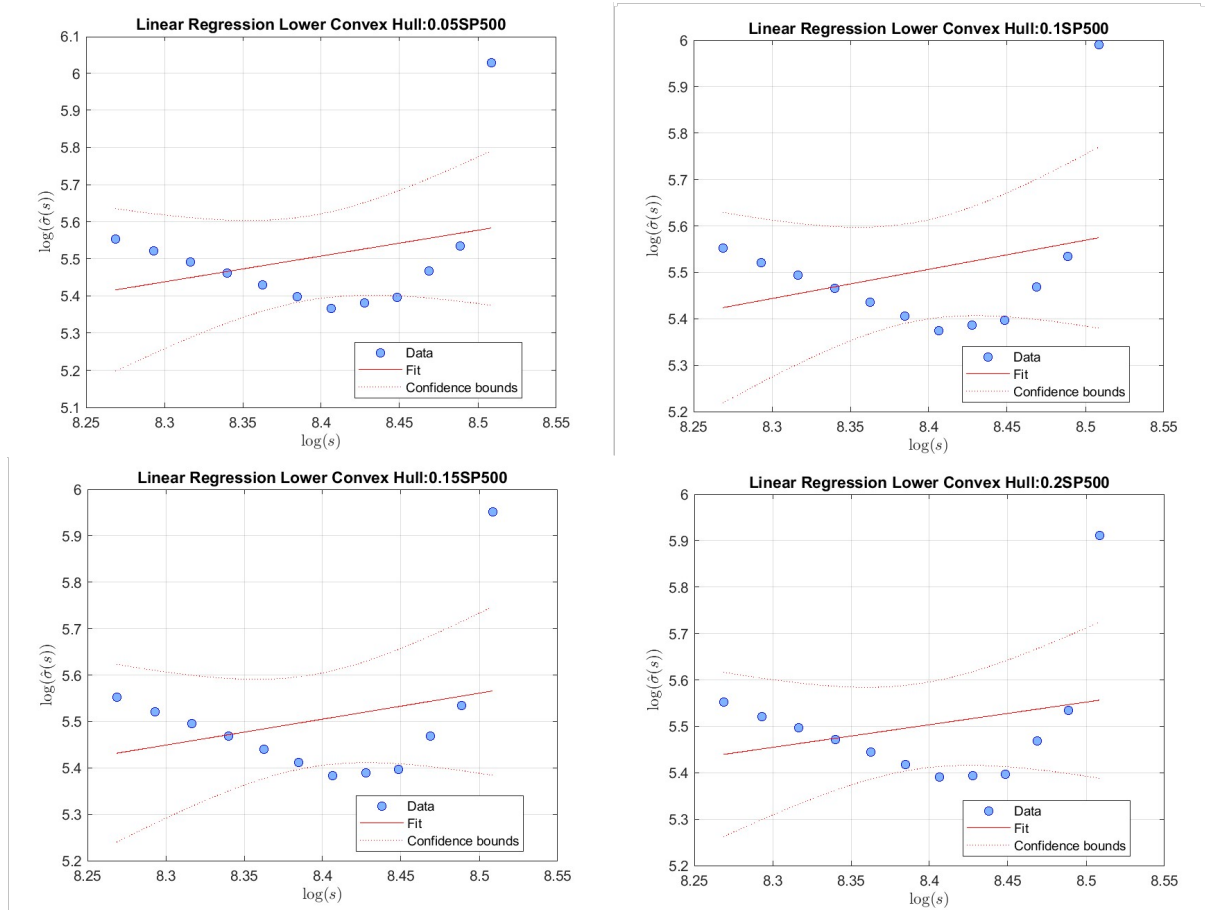 Linear Regression Lower Convex Hull:0.05SP500
6.1
6
5.9
5.8
5.7
5.6
5.5
5.4
5.3
5.2
5.1
log(σ̂(s))
Data
Fit
Confidence bounds
8.25 8.3 8.35 8.4 8.45 8.5 8.55
log(s)
Linear Regression Lower Convex Hull:0.1SP500
6
5.9
5.8
5.7
5.6
5.5
5.4
5.3
5.2
log(σ̂(s))
Data
Fit
Confidence bounds
8.25 8.3 8.35 8.4 8.45 8.5 8.55
log(s)
Linear Regression Lower Convex Hull:0.15SP500
6
5.9
5.8
5.7
5.6
5.5
5.4
5.3
5.2
log(σ̂(s))
Data
Fit
Confidence bounds
8.25 8.3 8.35 8.4 8.45 8.5 8.55
log(s)
Linear Regression Lower Convex Hull:0.2SP500
6
5.9
5.8
5.7
5.6
5.5
5.4
5.3
5.2
log(σ̂(s))
Data
Fit
Confidence bounds
8.25 8.3 8.35 8.4 8.45 8.5 8.55
log(s)